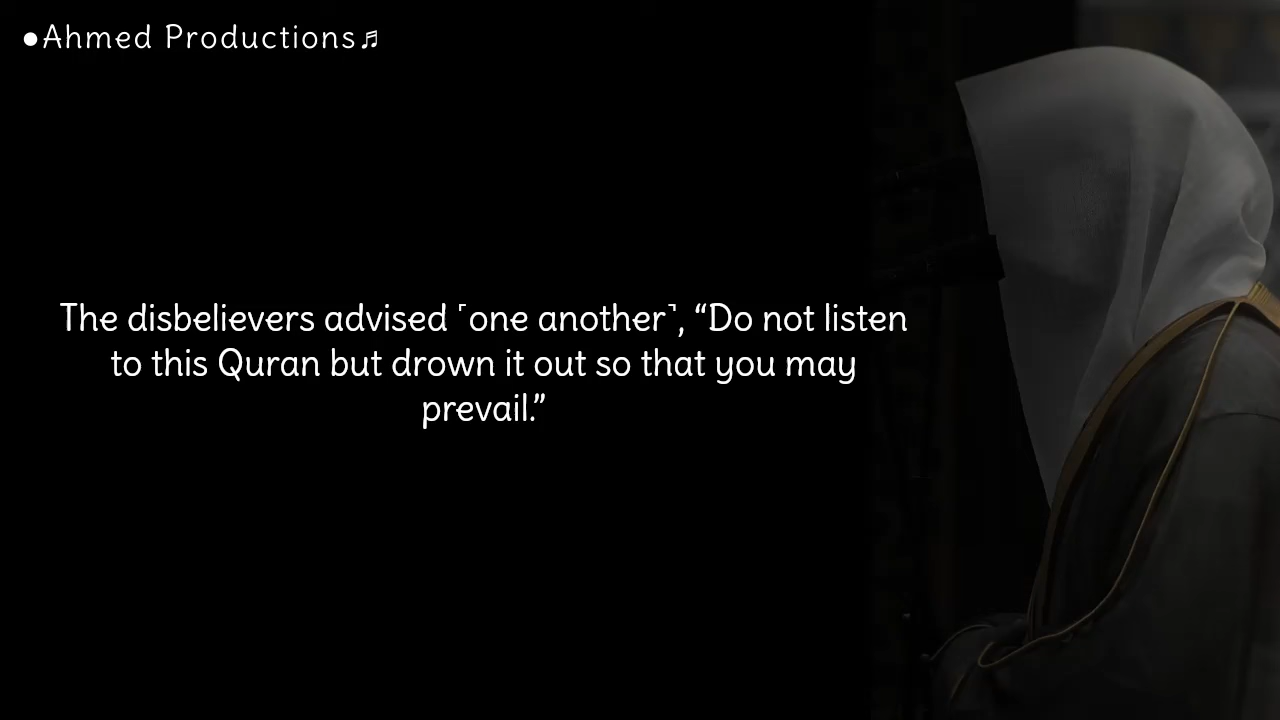 ●Ahmed Productions♬
The disbelievers advised ˹one another˺, “Do not listen
to this Quran but drown it out so that you may
prevail.”